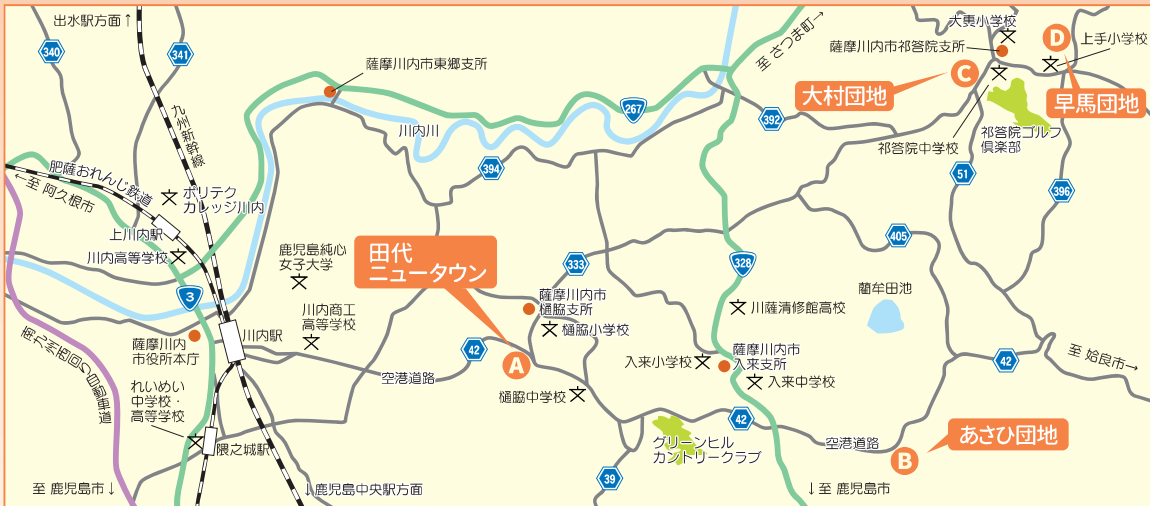 出水駅方面↑
340
341
九州新幹線
薩摩川内市東郷支所
川内川
267
至 さつま町→
大軣小学校
薩摩川内市祁答院支所
D
上手小学校
C
大村団地
早馬団地
392
祁答院中学校
祁答院ゴルフ
倶楽部
394
51
396
肥薩おれんじ鉄道
←至 阿久根市
ポリテク
カレッジ川内
上川内駅
川内高等学校
鹿児島純心
女子大学
田代
ニュータウン
333
328
405
藺牟田池
3
川内商工
高等学校
薩摩川内市
樋脇支所
樋脇小学校
川薩清修館高校
川内駅
薩摩川内
市役所本庁
42
A
入来小学校
薩摩川内市
入来支所
入来中学校
42
至 姶良市→
南九州西回り自動車道
れいめい
中学校・
高等学校
空港道路
樋脇中学校
42
グリーンヒル
カントリークラブ
空港道路
B
あさひ団地
隈之城駅
39
至 鹿児島市↓
↓鹿児島中央駅方面
↓至 鹿児島市